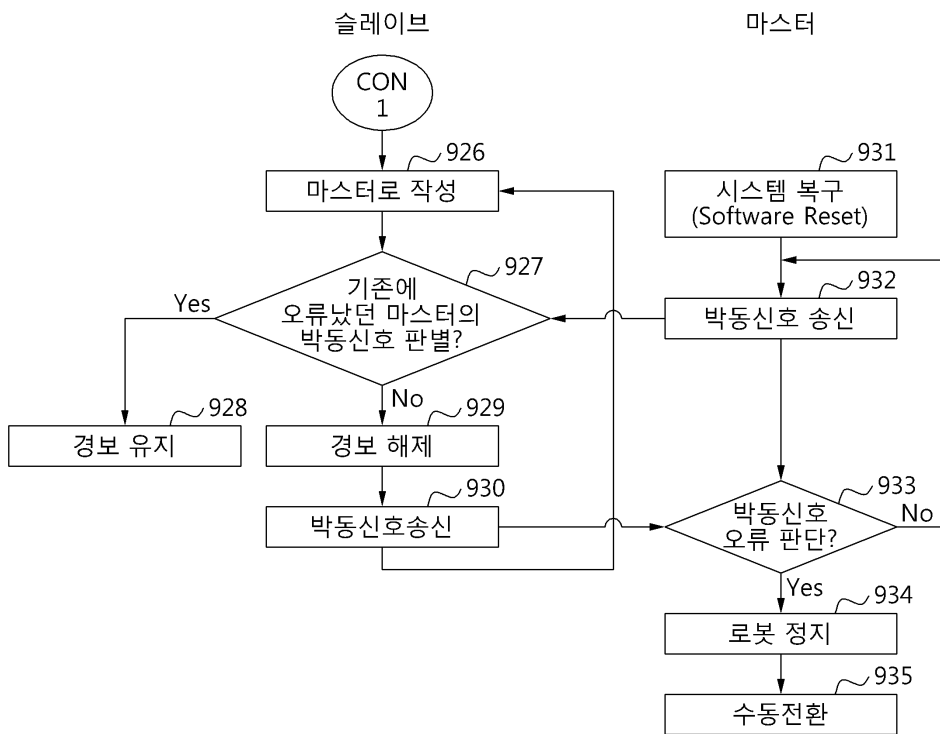 슬레이브
마스터
CON
1
926
마스터로 작성
931
시스템 복구
(Software Reset)
927
기존에
오류났던 마스터의
박동신호 판별?
Yes
No
932
박동신호 송신
928
경보 유지
929
경보 해제
930
박동신호송신
933
박동신호
오류 판단?
No
Yes
934
로봇 정지
935
수동전환